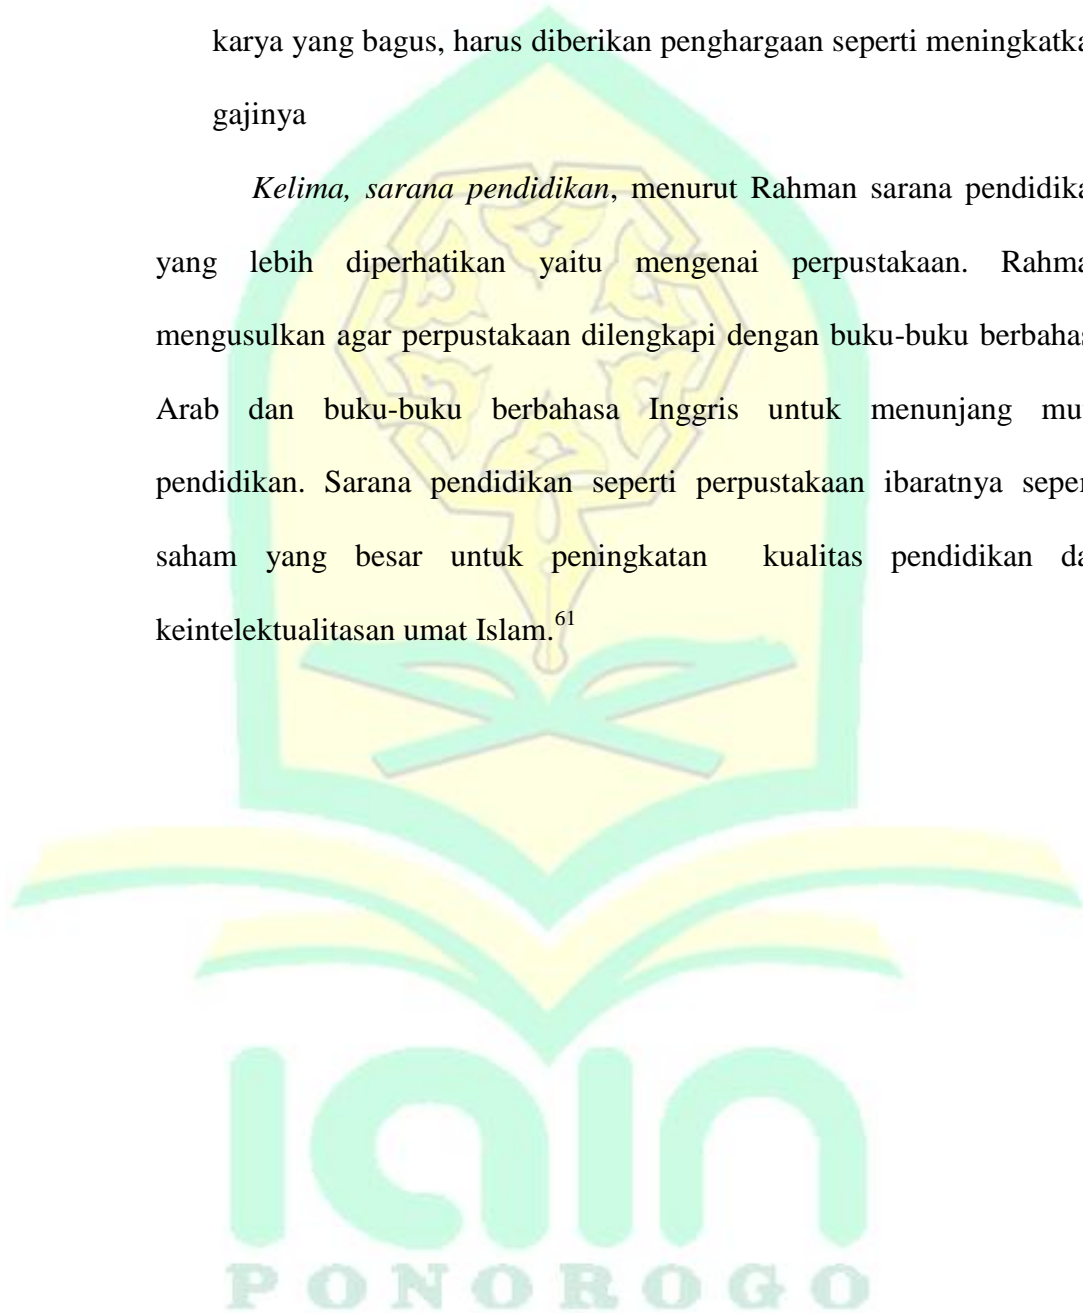 karya yang bagus, harus diberikan penghargaan seperti meningkatka
gajinya
Kelima, sarana pendidikan, menurut Rahman sarana pendidika
yang lebih diperhatikan yaitu mengenai perpustakaan. Rahma
mengusulkan agar perpustakaan dilengkapi dengan buku-buku berbahas
Arab dan buku-buku berbahasa Inggris untuk menunjang mu
pendidikan. Sarana pendidikan seperti perpustakaan ibaratnya seper
saham yang besar untuk peningkatan kualitas pendidikan da
keintelektualitasan umat Islam.61
iain
PONOROGO